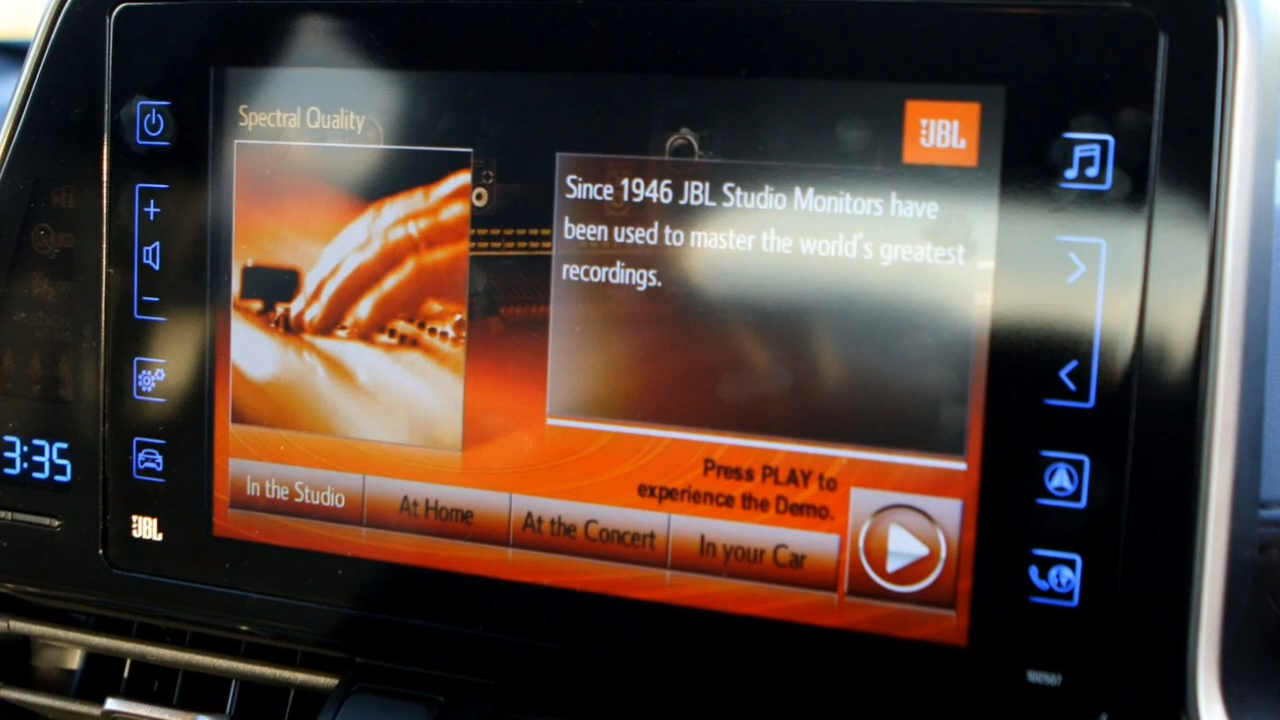 Spectral Quality
JBL
Since 1946 JBL Studio Monitors have
been used to master the world's greatest
recordings.
Press PLAY to
experience the Demo.
In the Studio
At Home
At the Concert
In your Car
3:35
JBL